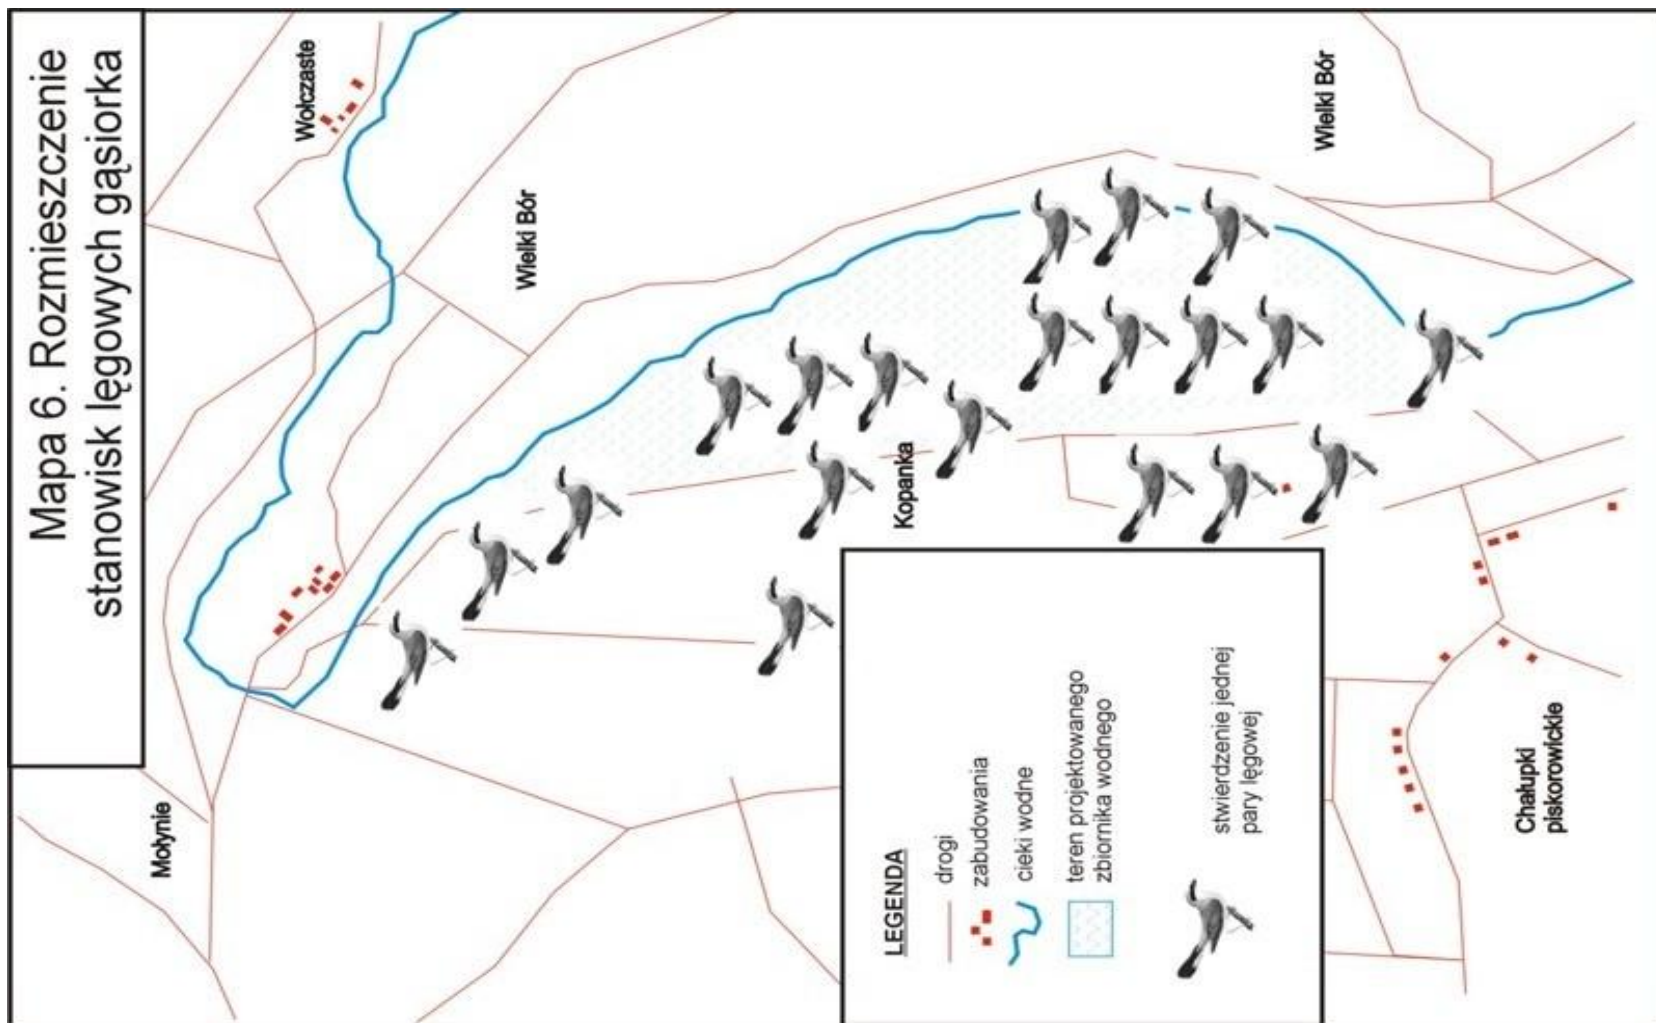 Mapa 6. Rozmieszczenie
stanowisk lęgowych gąsiorka
Wołczaste
Wielki Bór
Wielki Bór
Mołynie
Kopanka
LEGENDA
drogi
zabudowania
cieki wodne
teren projektowanego
zbiornika wodnego
stwierdzenie jednej
pary lęgowej
Chałupki
piskorowickie